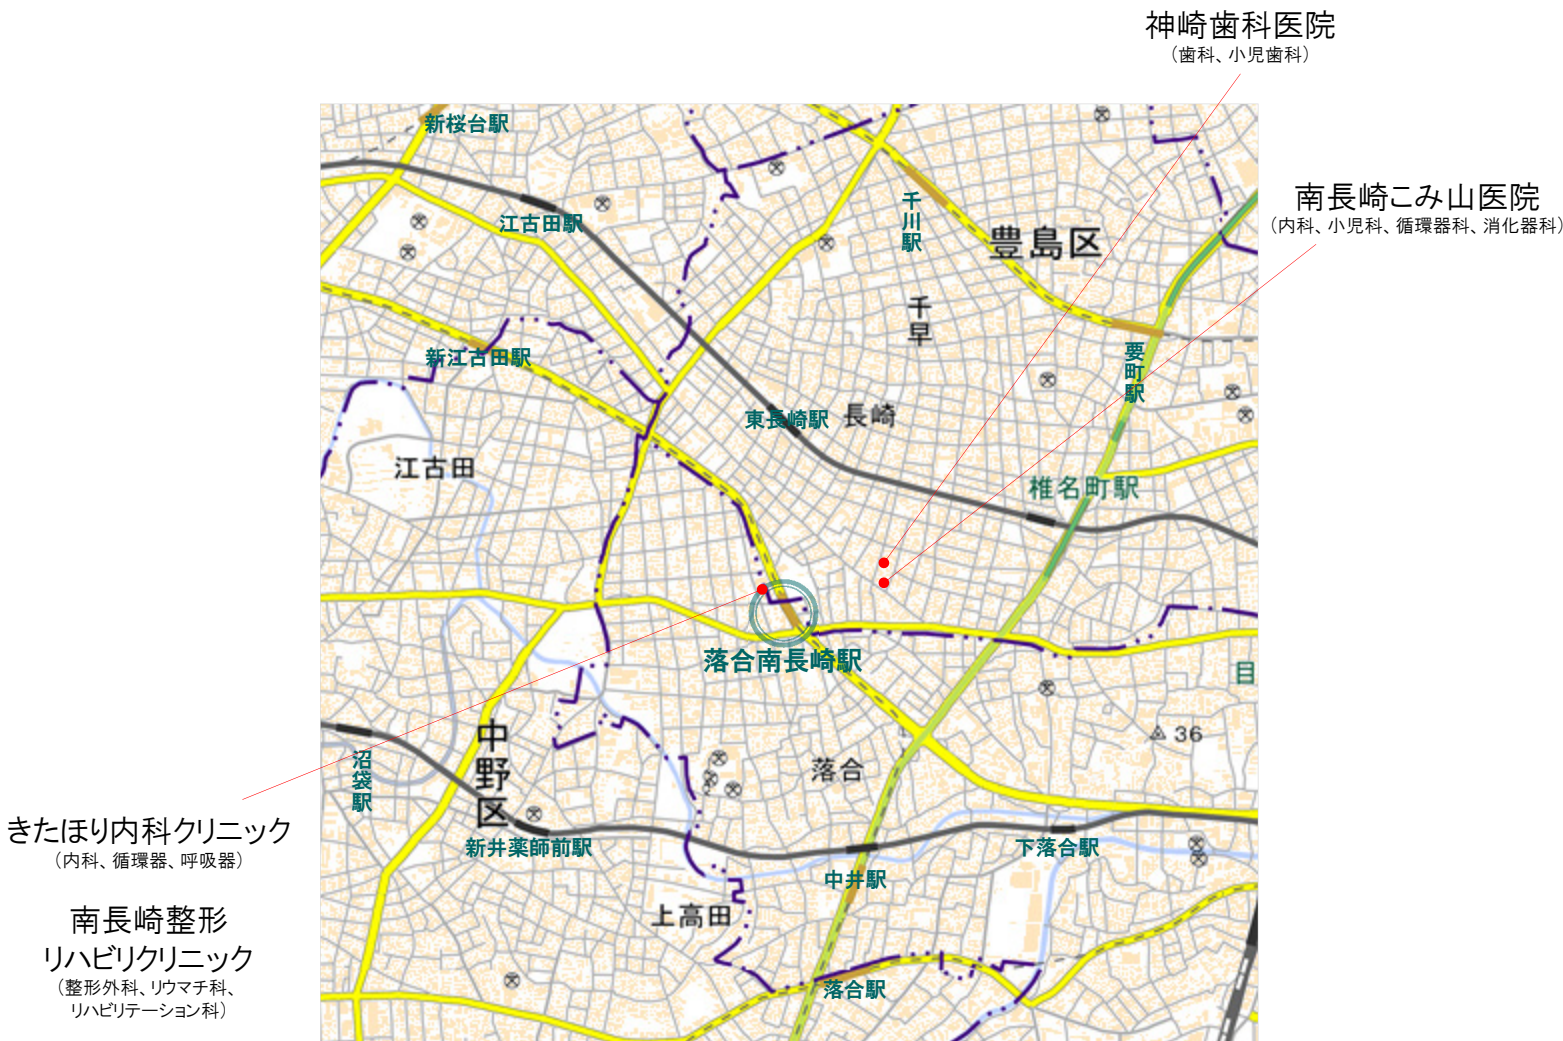 神崎歯科医院
（歯科、小児歯科）
南長崎こみ山医院
（内科、小児科、循環器科、消化器科）
新桜台駅
江古田駅
千川駅
豊島区
千早
新江古田駅
要町駅
東長崎駅
長崎
江古田
椎名町駅
落合南長崎駅
目
36
中野区
沼袋駅
落合
新井薬師前駅
下落合駅
中井駅
上高田
落合駅
きたほり内科クリニック
（内科、循環器、呼吸器）
南長崎整形
リハビリクリニック
（整形外科、リウマチ科、
リハビリテーション科）